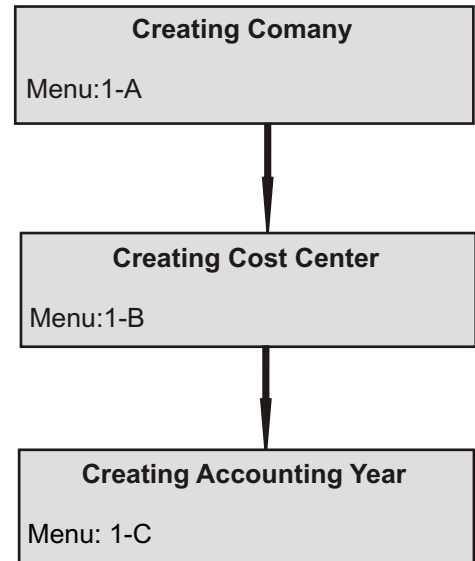 Creating Comany
Menu:1-A
Creating Cost Center
Menu:1-B
Creating Accounting Year
Menu: 1-C